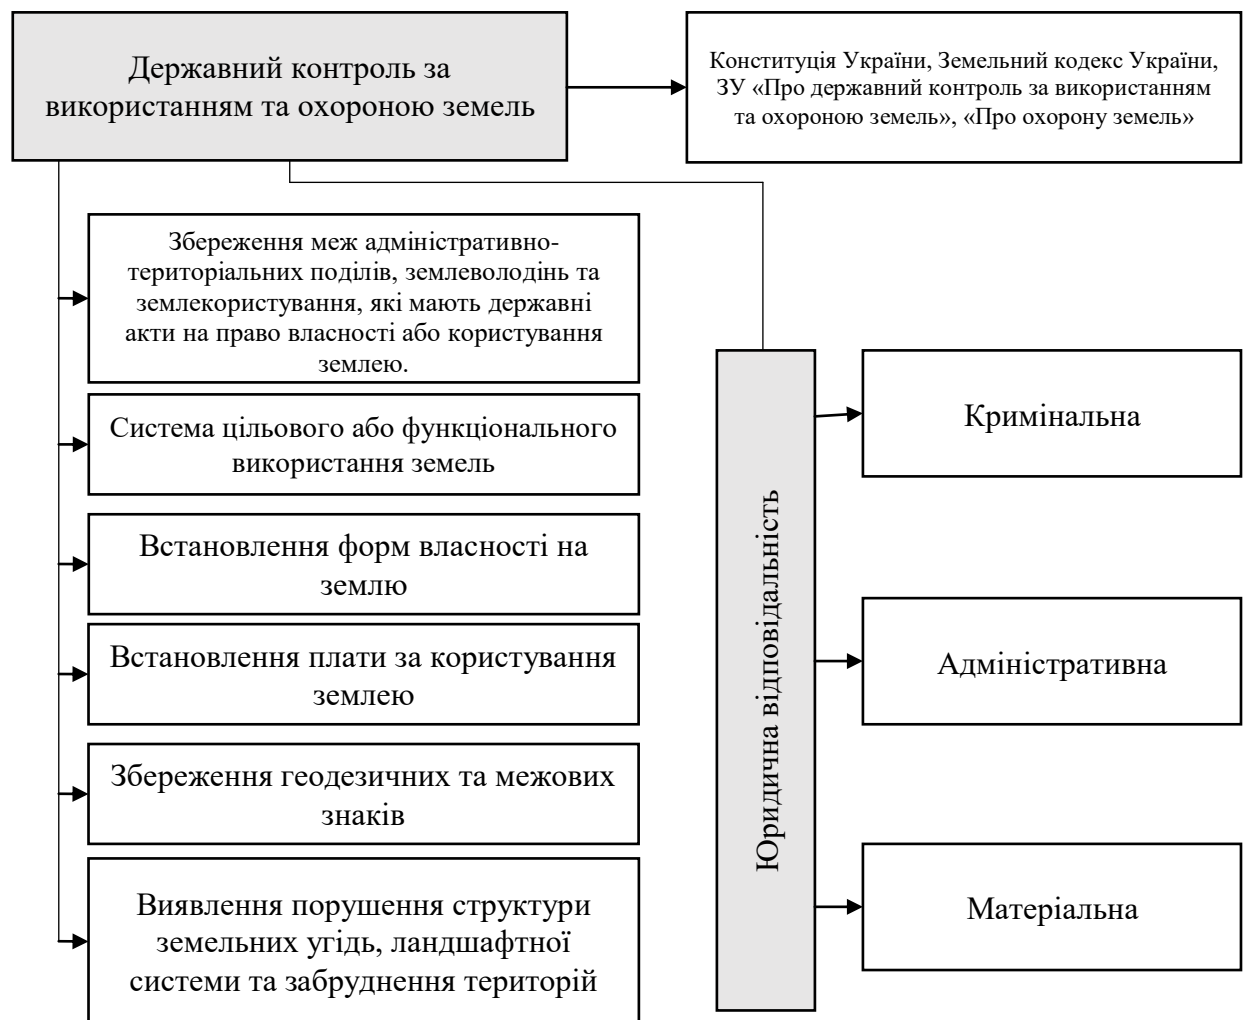 Державний контроль за
використанням та охороною земель
Конституція України, Земельний кодекс України,
ЗУ «Про державний контроль за використанням
та охороною земель», «Про охорону земель»
Збереження меж адміністративно-
територіальних поділів, землеволодінь та
землекористування, які мають державні
акти на право власності або користування
землею.
Система цільового або функціонального
використання земель
Встановлення форм власності на
землю
Встановлення плати за користування
землею
Збереження геодезичних та межових
знаків
Виявлення порушення структури
земельних угідь, ландшафтної
системи та забруднення територій
Юридична відповідальність
Кримінальна
Адміністративна
Матеріальна